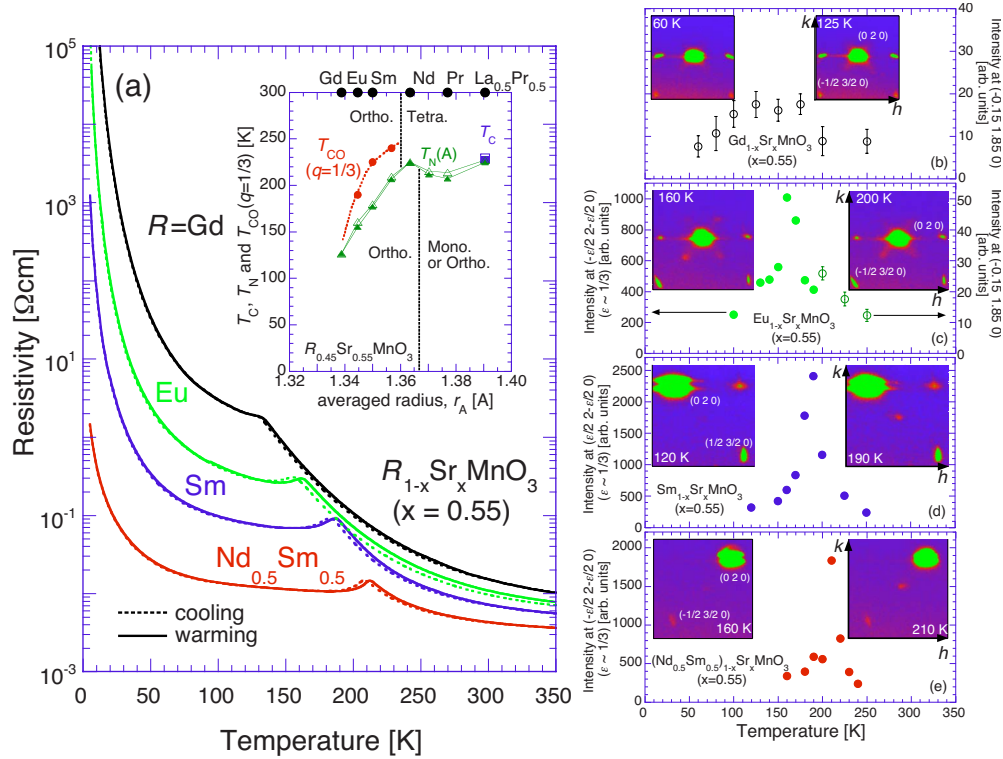 (a)
Resistivity [Ωcm]
10^5
10^3
10^1
10^-1
10^-3
0 50 100 150 200 250 300 350
Temperature [K]
R=Gd
Eu
Sm
Nd0.5Sm0.5
R1-xSrxMnO3
(x = 0.55)
cooling
warming
Gd Eu Sm Nd Pr La0.5Pr0.5
TC, TN and TCO(q=1/3) [K]
300
250
200
150
100
50
0
Ortho. Tetra.
TCO
(q=1/3)
TN(A)
TC
Ortho. Mono.
or Ortho.
R0.45Sr0.55MnO3
1.32 1.34 1.36 1.38 1.40
averaged radius, rA [A]
60 K
125 K
k
(0 2 0)
(-1/2 3/2 0)
h
Gd1-xSrxMnO3
(x=0.55)
(b)
40
30
20
10
0
Intensity at (-0.15 1.85 0)
[arb. units]
Intensity at (-ε/2 2-ε/2 0)
(ε ~ 1/3) [arb. units]
1000
800
600
400
200
0
160 K
200 K
k
(0 2 0)
(-1/2 3/2 0)
h
Eu1-xSrxMnO3
(x=0.55)
(c)
50
40
30
20
10
0
Intensity at (-0.15 1.85 0)
[arb. units]
Intensity at (ε/2 2-ε/2 0)
(ε ~ 1/3) [arb. units]
2500
2000
1500
1000
500
0
(0 2 0)
(1/2 3/2 0)
120 K
190 K
k
h
Sm1-xSrxMnO3
(x=0.55)
(d)
Intensity at (-ε/2 2-ε/2 0)
(ε ~ 1/3) [arb. units]
2000
1500
1000
500
0
(0 2 0)
(-1/2 3/2 0)
160 K
210 K
k
h
(Nd0.5Sm0.5)1-xSrxMnO3
(x=0.55)
(e)
0 50 100 150 200 250 300 350
Temperature [K]